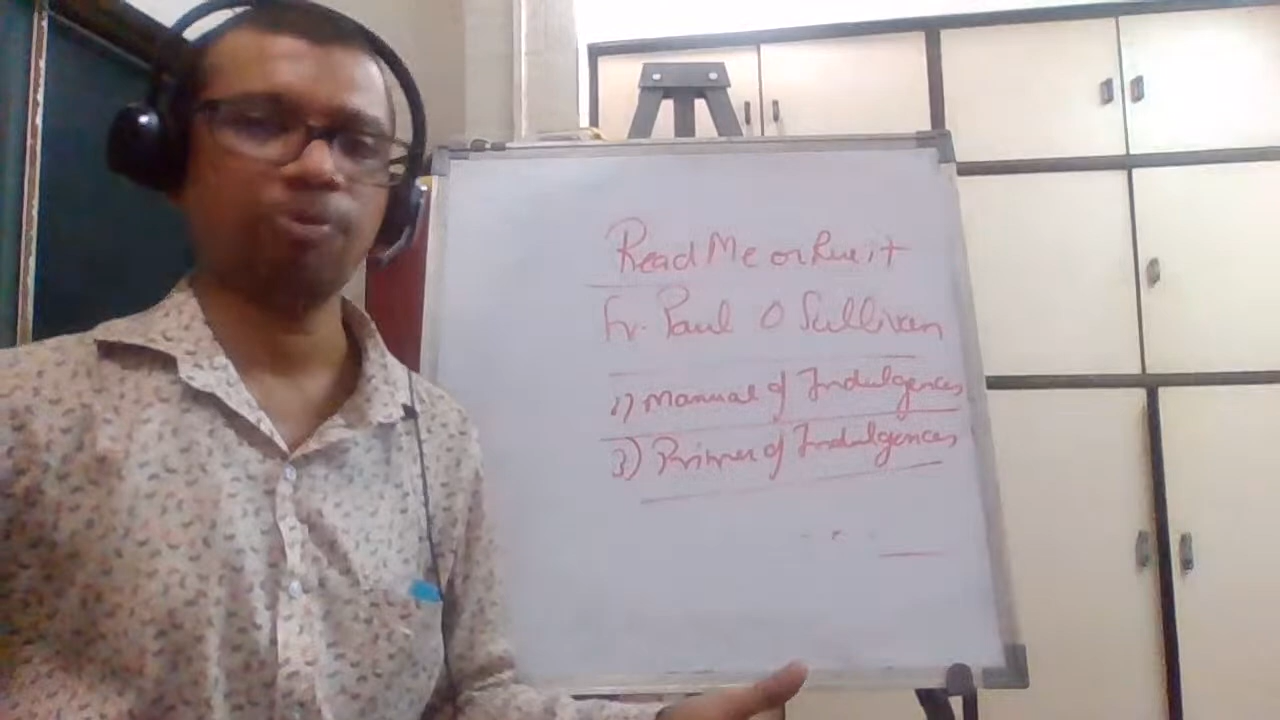 Read Me or Rue it
Fr. Paul O Sullivan
2) Manual of Indulgences
3) Primer of Indulgences